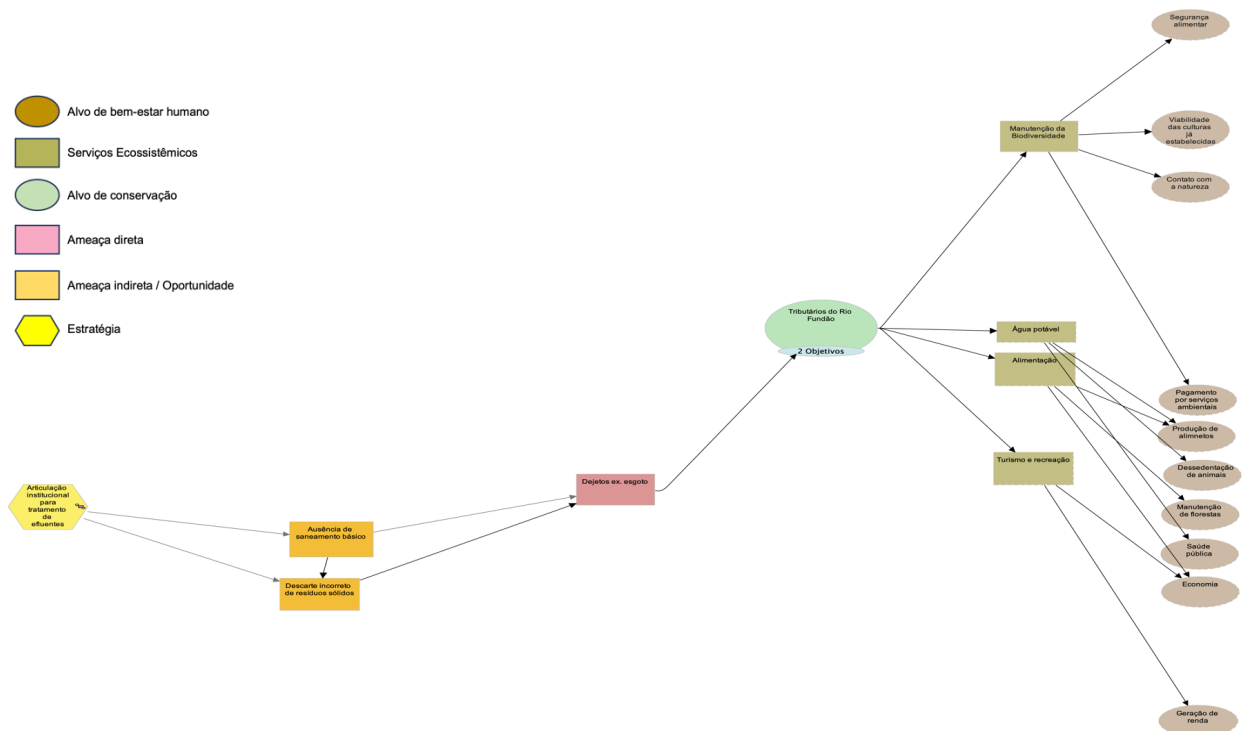 Alvo de bem-estar humano
Serviços Ecossistêmicos
Alvo de conservação
Ameaça direta
Ameaça indireta / Oportunidade
Estratégia
Articulação
institucional
para
tratamento
de
efluentes
Ausência de
saneamento básico
Descarte incorreto
de resíduos sólidos
Dejetos ex. esgoto
Tributários do Rio
Fundão
2 Objetivos
Manutenção da
Biodiversidade
Água potável
Alimentação
Turismo e recreação
Segurança
alimentar
Viabilidade
das culturas
já
estabelecidas
Contato com
a natureza
Pagamento
por serviços
ambientais
Produção de
alimnetos
Dessedentação
de animais
Manutenção
de florestas
Saúde
pública
Economia
Geração de
renda